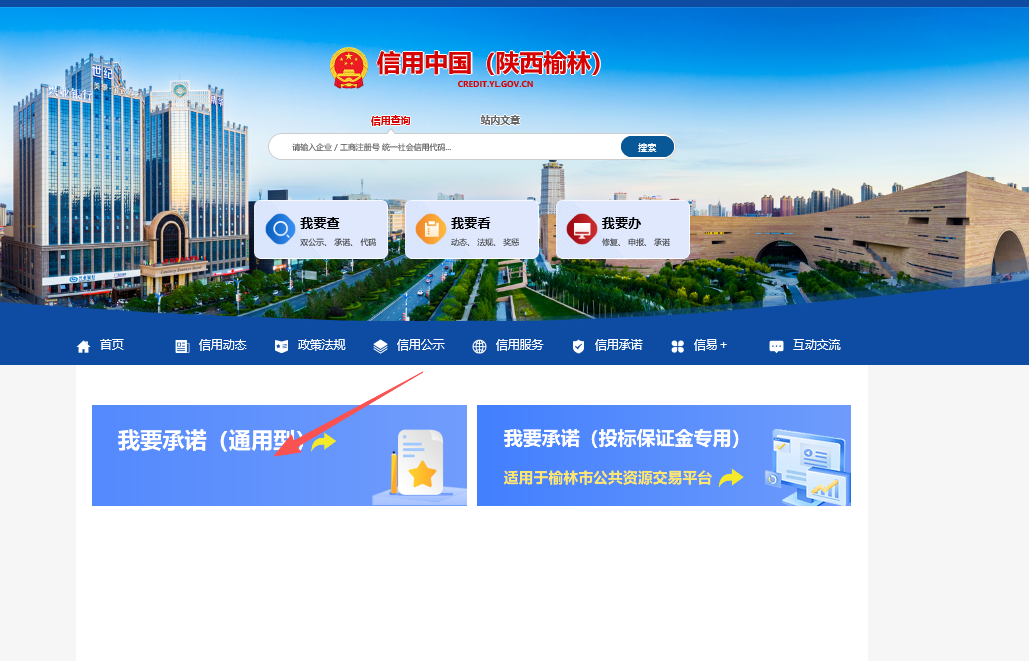 信用中国（陕西榆林）
CREDIT.YL.GOV.CN
信用查询 站内文章
请输入企业 / 工商注册号 统一社会信用代码...
搜索
我要查
双公示、 承诺、 代码
我要看
动态、 法规、 奖惩
我要办
修复、 申报、 承诺
首页 信用动态 政策法规 信用公示 信用服务 信用承诺 信易 + 互动交流
我要承诺（通用型）
我要承诺（投标保证金专用）
适用于榆林市公共资源交易平台